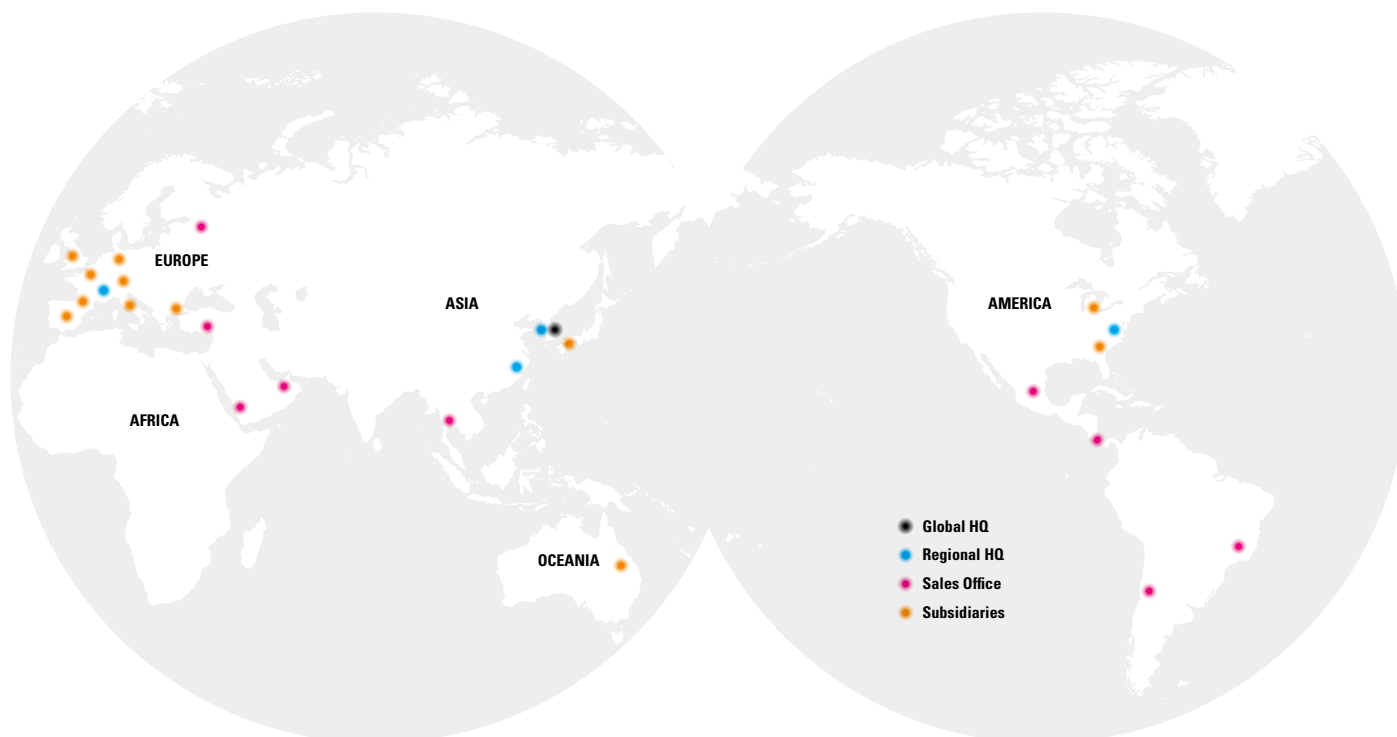 EUROPE
ASIA
AMERICA
AFRICA
OCEANIA
Global HQ
Regional HQ
Sales Office
Subsidiaries